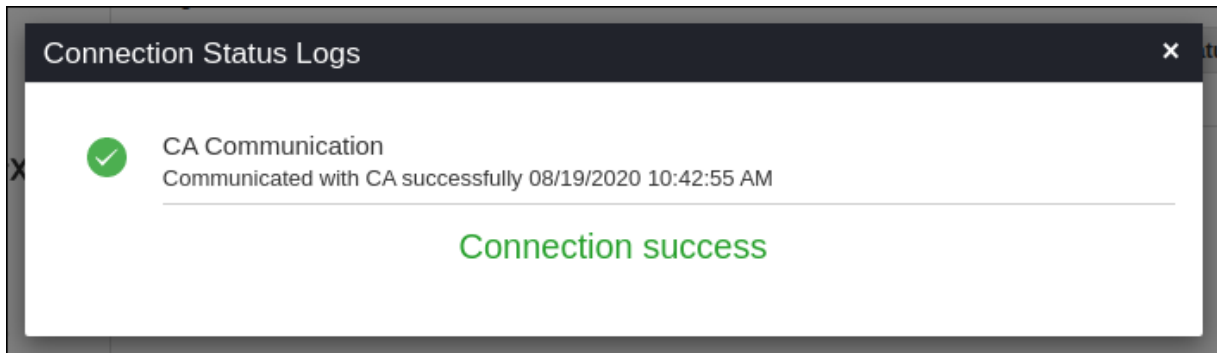 Connection Status Logs
×
CA Communication
Communicated with CA successfully 08/19/2020 10:42:55 AM
Connection success